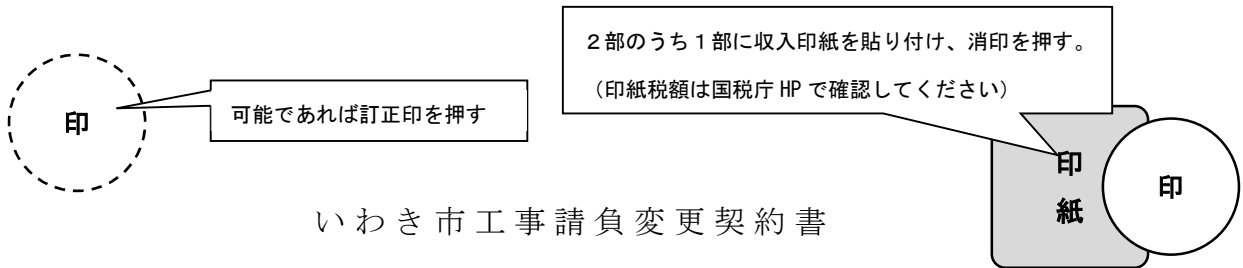 2部のうち1部に収入印紙を貼り付け、消印を押す。
(印紙税額は国税庁HPで確認してください)
印
可能であれば訂正印を押す
印
紙
印
いわき市工事請負変更契約書